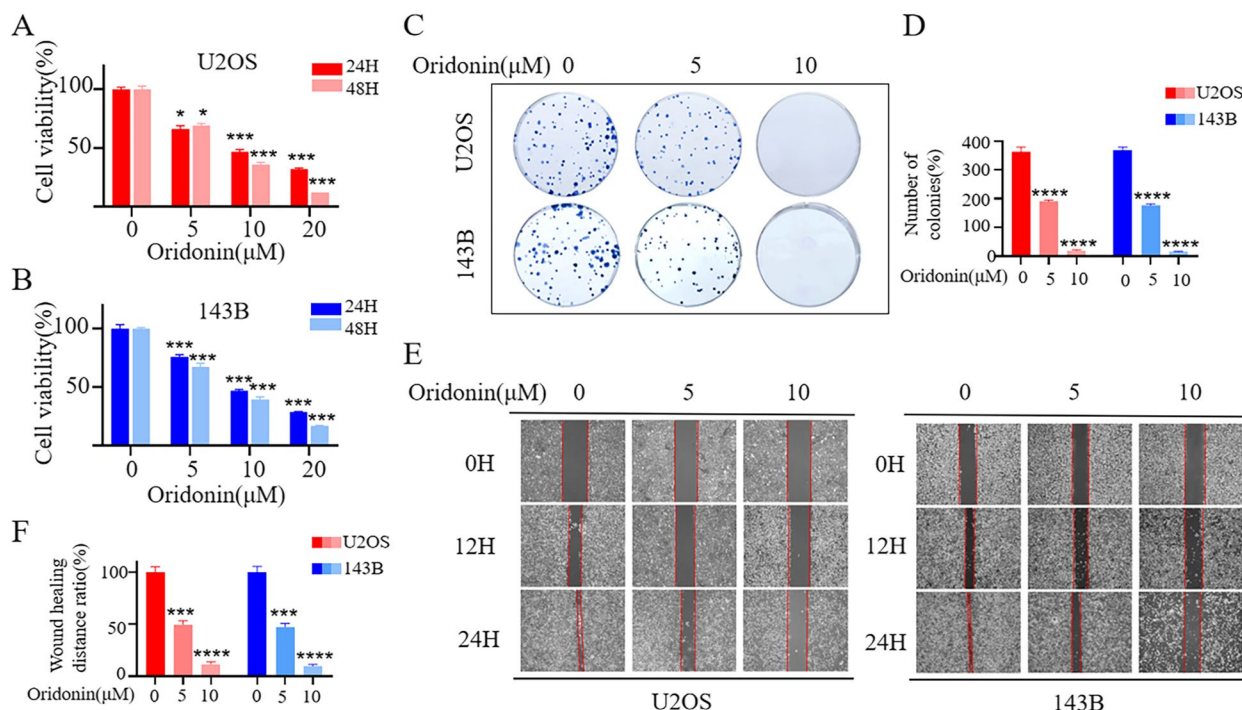 A
U2OS
24H
48H
Cell viability(%)
100
50
* *
*** ***
*** ***
0 5 10 20
Oridonin(μM)
B
143B
24H
48H
Cell viability(%)
100
50
*** ***
*** ***
*** ***
0 5 10 20
Oridonin(μM)
C
Oridonin(μM) 0 5 10
U2OS
143B
D
U2OS
143B
Number of
colonies(%)
400
300
200
100
0
**** ****
**** ****
Oridonin(μM) 0 5 10 0 5 10
E
Oridonin(μM) 0 5 10 0 5 10
0H 0H
12H 12H
24H 24H
U2OS 143B
F
U2OS
143B
Wound healing
distance ratio(%)
100
50
0
*** ****
*** ****
Oridonin(μM) 0 5 10 0 5 10